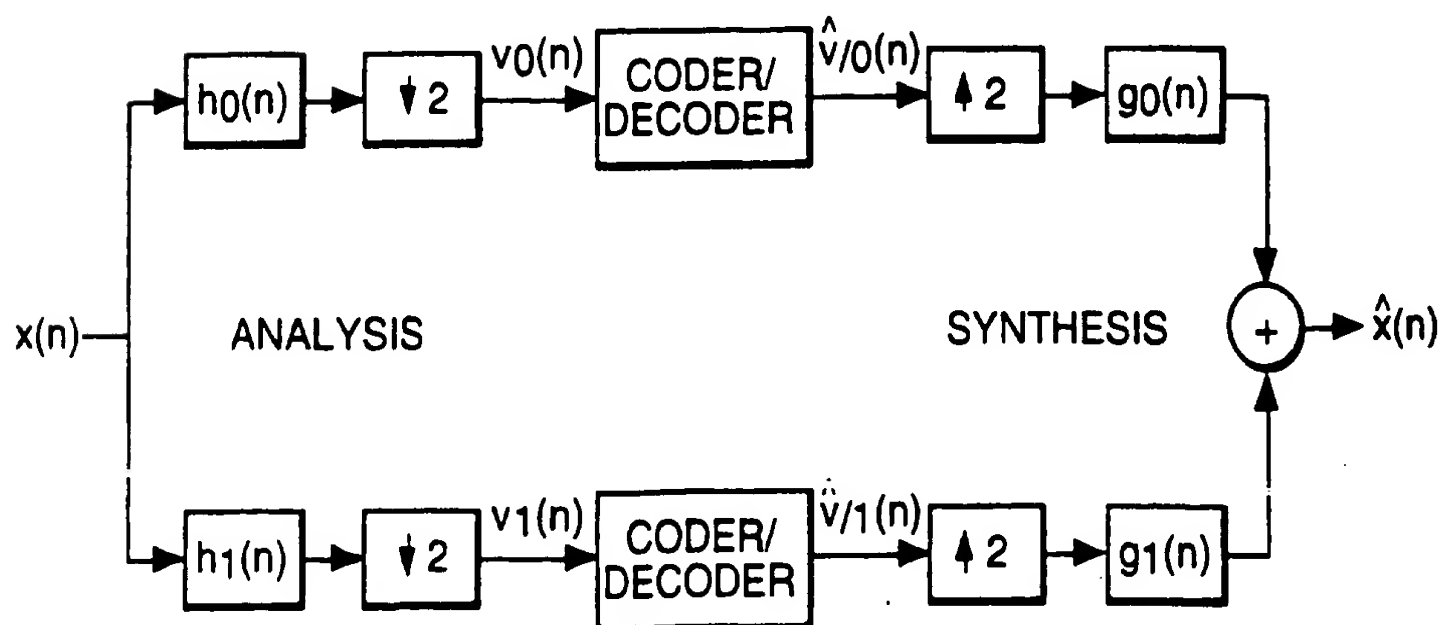 v0(n)
v̂/0(n)
h0(n)
↓2
CODER/
DECODER
↑2
g0(n)
x(n)
ANALYSIS
SYNTHESIS
+
x̂(n)
v1(n)
v̂/1(n)
h1(n)
↓2
CODER/
DECODER
↑2
g1(n)